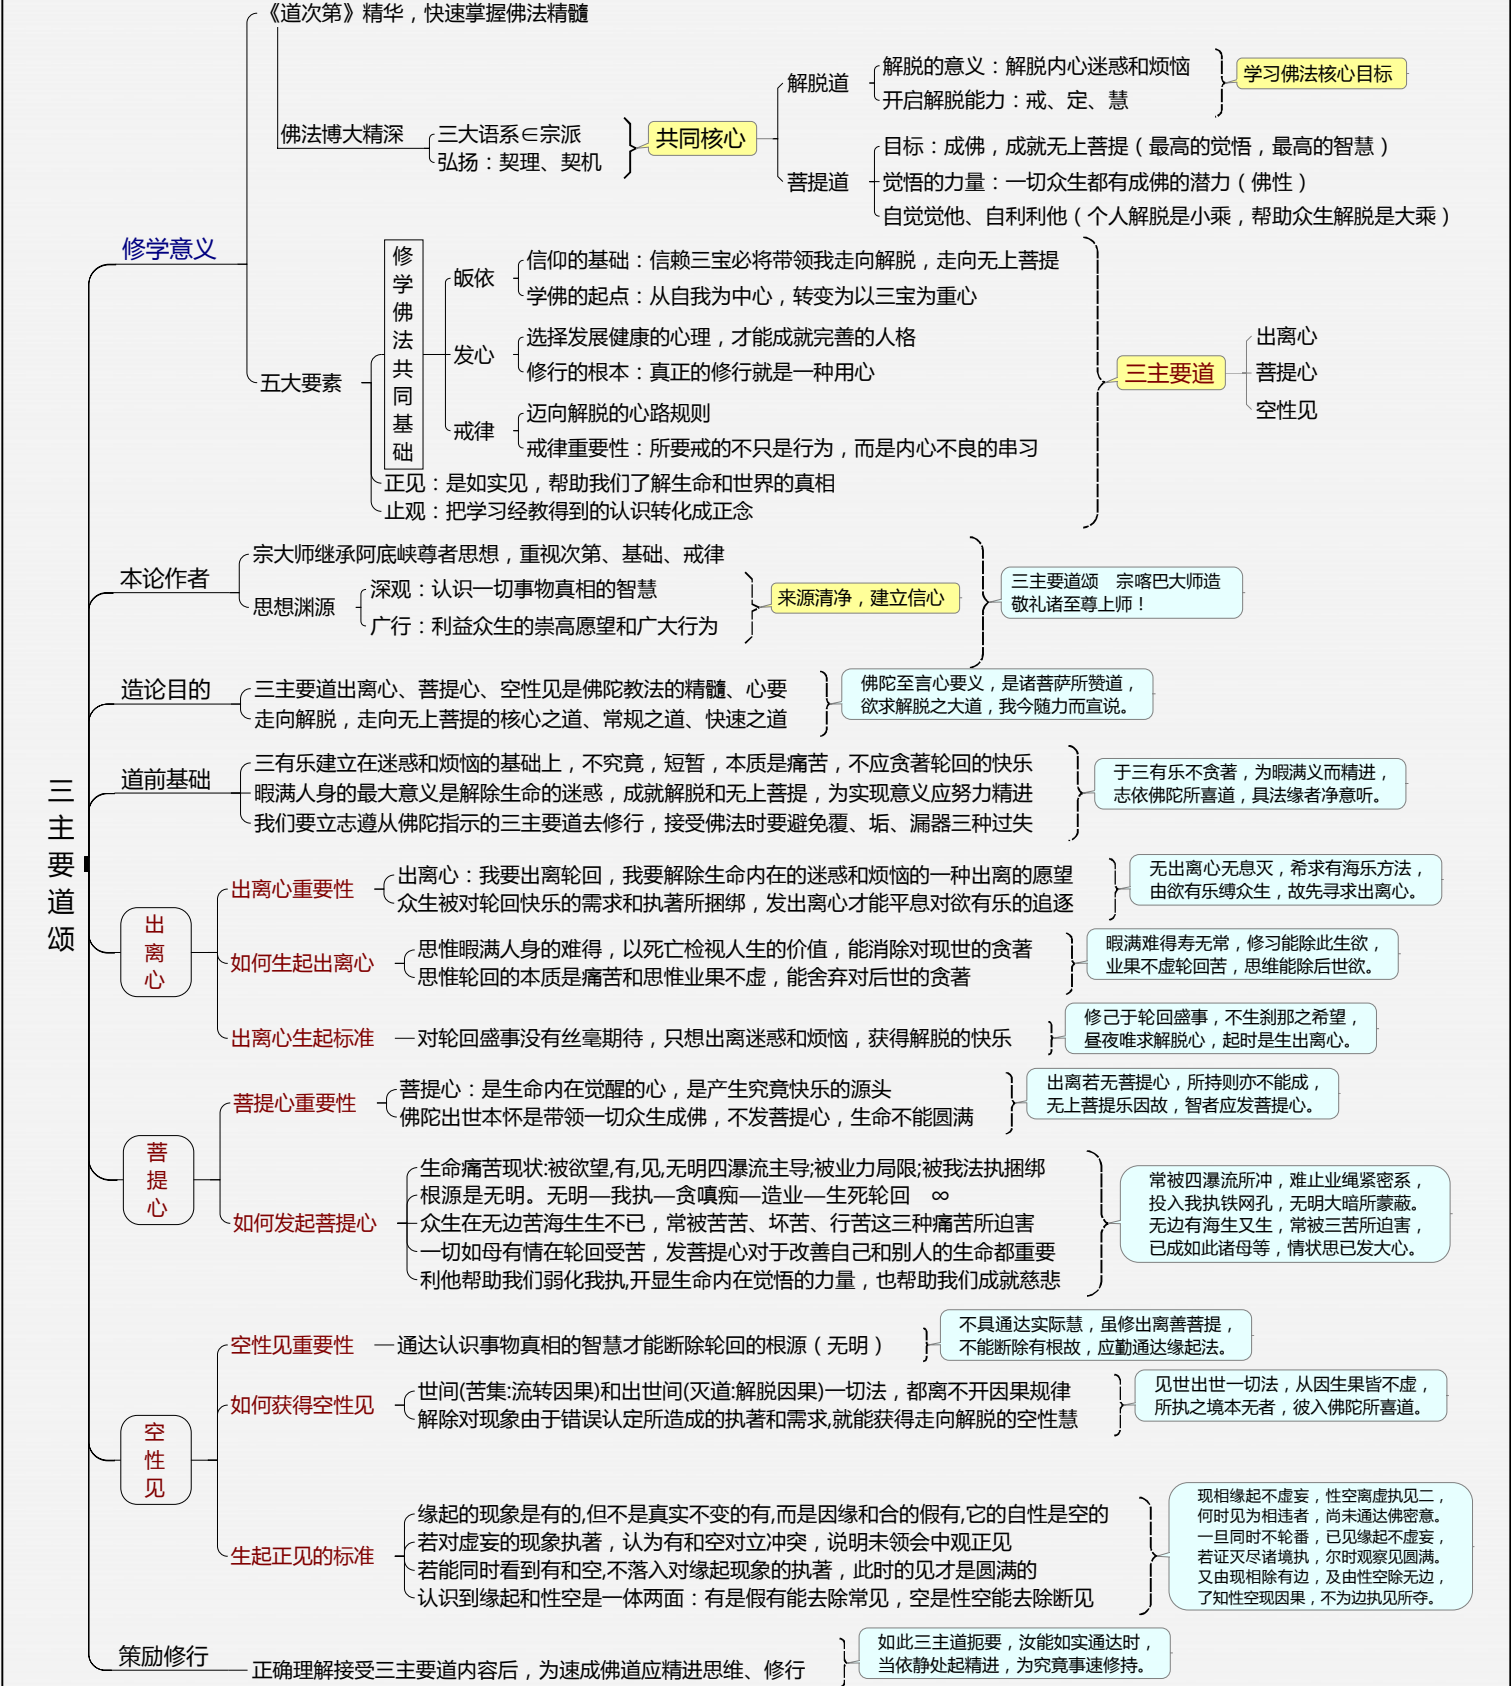 三主要道颂
修学意义
《道次第》精华，快速掌握佛法精髓
佛法博大精深
三大语系∈宗派
弘扬：契理、契机
共同核心
解脱道
解脱的意义：解脱内心迷惑和烦恼
开启解脱能力：戒、定、慧
学习佛法核心目标
菩提道
目标：成佛，成就无上菩提（最高的觉悟，最高的智慧）
觉悟的力量：一切众生都有成佛的潜力（佛性）
自觉觉他、自利利他（个人解脱是小乘，帮助众生解脱是大乘）
五大要素
修学佛法共同基础
皈依
信仰的基础：信赖三宝必将带领我走向解脱，走向无上菩提
学佛的起点：从自我为中心，转变为以三宝为重心
发心
选择发展健康的心理，才能成就完善的人格
修行的根本：真正的修行就是一种用心
戒律
迈向解脱的心路规则
戒律重要性：所要戒的不只是行为，而是内心不良的串习
正见：是如实见，帮助我们了解生命和世界的真相
止观：把学习经教得到的认识转化成正念
三主要道
出离心
菩提心
空性见
本论作者
宗大师继承阿底峡尊者思想，重视次第、基础、戒律
思想渊源
深观：认识一切事物真相的智慧
广行：利益众生的崇高愿望和广大行为
来源清净，建立信心
三主要道颂　宗喀巴大师造
敬礼诸至尊上师！
造论目的
三主要道出离心、菩提心、空性见是佛陀教法的精髓、心要
走向解脱，走向无上菩提的核心之道、常规之道、快速之道
佛陀至言心要义，是诸菩萨所赞道，
欲求解脱之大道，我今随力而宣说。
道前基础
三有乐建立在迷惑和烦恼的基础上，不究竟，短暂，本质是痛苦，不应贪著轮回的快乐
暇满人身的最大意义是解除生命的迷惑，成就解脱和无上菩提，为实现意义应努力精进
我们要立志遵从佛陀指示的三主要道去修行，接受佛法时要避免覆、垢、漏器三种过失
于三有乐不贪著，为暇满义而精进，
志依佛陀所喜道，具法缘者净意听。
出离心
出离心重要性
出离心：我要出离轮回，我要解除生命内在的迷惑和烦恼的一种出离的愿望
众生被对轮回快乐的需求和执著所捆绑，发出离心才能平息对欲有乐的追逐
无出离心无息灭，希求有海乐方法，
由欲有乐缚众生，故先寻求出离心。
如何生起出离心
思惟暇满人身的难得，以死亡检视人生的价值，能消除对现世的贪著
思惟轮回的本质是痛苦和思惟业果不虚，能舍弃对后世的贪著
暇满难得寿无常，修习能除此生欲，
业果不虚轮回苦，思维能除后世欲。
出离心生起标准
对轮回盛事没有丝毫期待，只想出离迷惑和烦恼，获得解脱的快乐
修己于轮回盛事，不生刹那之希望，
昼夜唯求解脱心，起时是生出离心。
菩提心
菩提心重要性
菩提心：是生命内在觉醒的心，是产生究竟快乐的源头
佛陀出世本怀是带领一切众生成佛，不发菩提心，生命不能圆满
出离若无菩提心，所持则亦不能成，
无上菩提乐因故，智者应发菩提心。
如何发起菩提心
生命痛苦现状:被欲望,有,见,无明四瀑流主导;被业力局限;被我法执捆绑
根源是无明。无明—我执—贪嗔痴—造业—生死轮回　∞
众生在无边苦海生生不已，常被苦苦、坏苦、行苦这三种痛苦所迫害
一切如母有情在轮回受苦，发菩提心对于改善自己和别人的生命都重要
利他帮助我们弱化我执,开显生命内在觉悟的力量，也帮助我们成就慈悲
常被四瀑流所冲，难止业绳紧密系，
投入我执铁网孔，无明大暗所蒙蔽。
无边有海生又生，常被三苦所迫害，
已成如此诸母等，情状思已发大心。
空性见
空性见重要性
通达认识事物真相的智慧才能断除轮回的根源（无明）
不具通达实际慧，虽修出离善菩提，
不能断除有根故，应勤通达缘起法。
如何获得空性见
世间(苦集:流转因果)和出世间(灭道:解脱因果)一切法，都离不开因果规律
解除对现象由于错误认定所造成的执著和需求,就能获得走向解脱的空性慧
见世出世一切法，从因生果皆不虚，
所执之境本无者，彼入佛陀所喜道。
生起正见的标准
缘起的现象是有的,但不是真实不变的有,而是因缘和合的假有,它的自性是空的
若对虚妄的现象执著，认为有和空对立冲突，说明未领会中观正见
若能同时看到有和空,不落入对缘起现象的执著，此时的见才是圆满的
认识到缘起和性空是一体两面：有是假有能去除常见，空是性空能去除断见
现相缘起不虚妄，性空离虚执见二，
何时见为相违者，尚未通达佛密意。
一旦同时不轮番，已见缘起不虚妄，
若证灭尽诸境执，尔时观察见圆满。
又由现相除有边，及由性空除无边，
了知性空现因果，不为边执见所夺。
策励修行
正确理解接受三主要道内容后，为速成佛道应精进思维、修行
如此三主道扼要，汝能如实通达时，
当依静处起精进，为究竟事速修持。